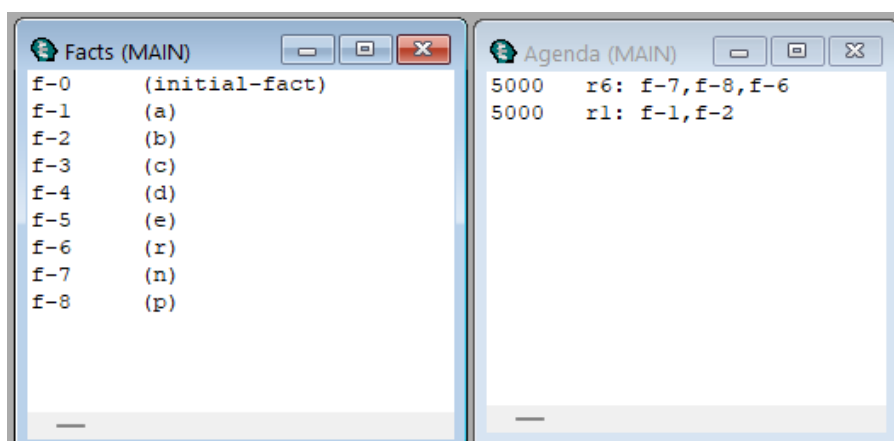 Facts (MAIN)
f-0 (initial-fact)
f-1 (a)
f-2 (b)
f-3 (c)
f-4 (d)
f-5 (e)
f-6 (r)
f-7 (n)
f-8 (p)
Agenda (MAIN)
5000 r6: f-7,f-8,f-6
5000 r1: f-1,f-2